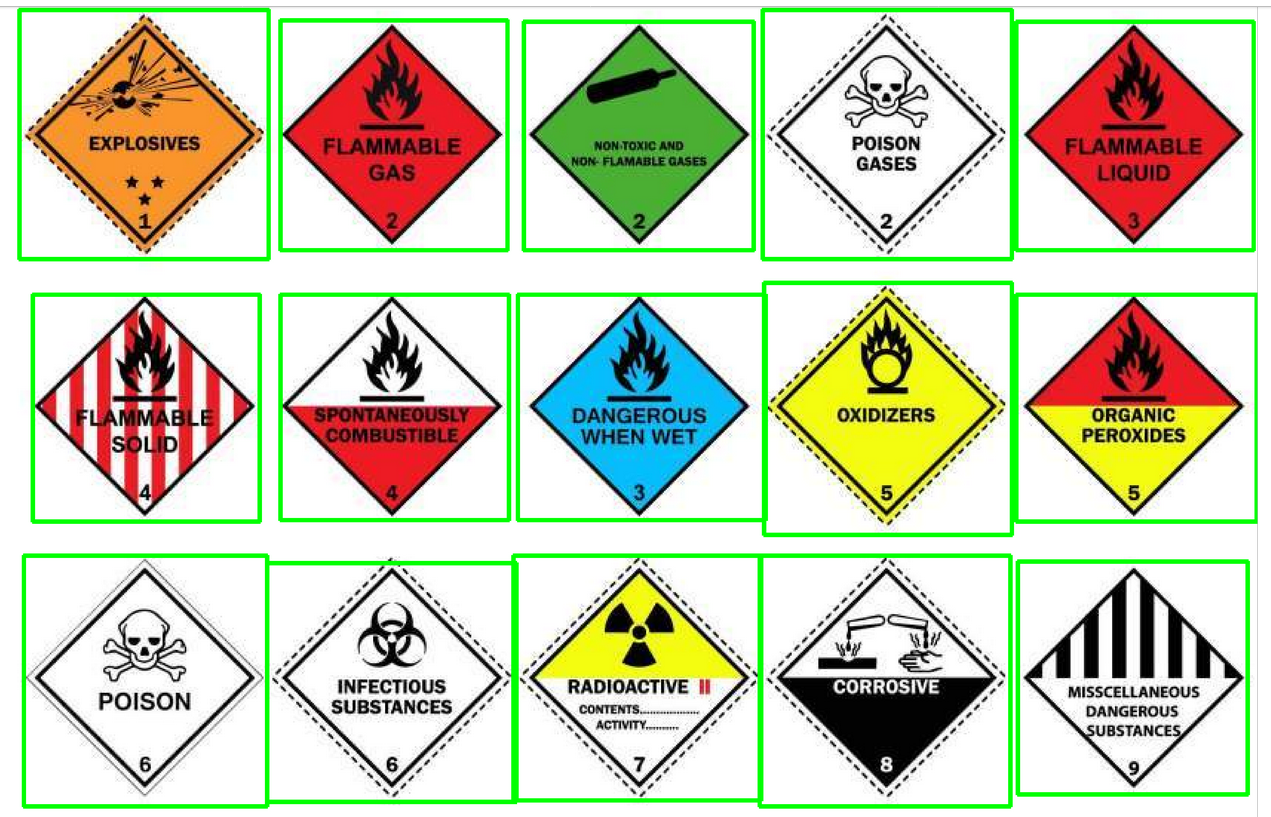 EXPLOSIVES
1
FLAMMABLE
GAS
2
NON-TOXIC AND
NON- FLAMABLE GASES
2
POISON
GASES
2
FLAMMABLE
LIQUID
3
FLAMMABLE
SOLID
4
SPONTANEOUSLY
COMBUSTIBLE
4
DANGEROUS
WHEN WET
3
OXIDIZERS
5
ORGANIC
PEROXIDES
5
POISON
6
INFECTIOUS
SUBSTANCES
6
RADIOACTIVE II
CONTENTS...................
ACTIVITY..........
7
CORROSIVE
8
MISSCELLANEOUS
DANGEROUS
SUBSTANCES
9